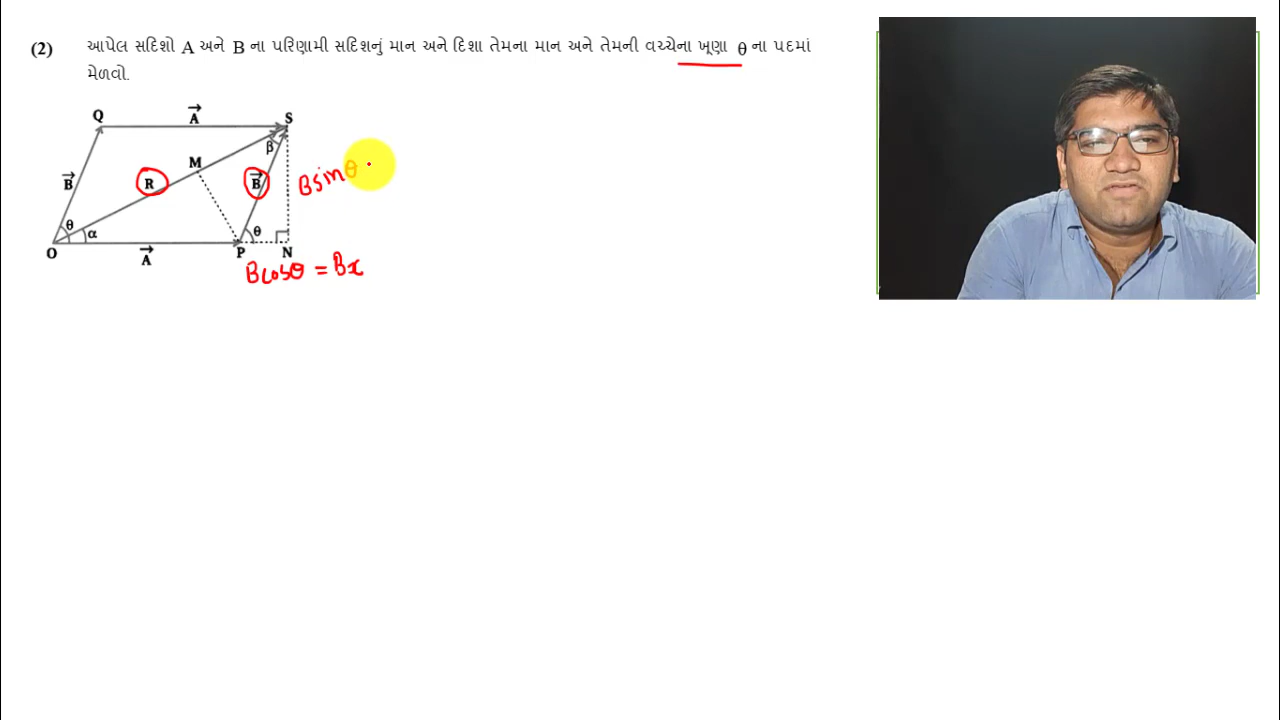 (2) આપેલ સદિશો A અને B ના પરિણામી સદિશનું માન અને દિશા તેમના માન અને તેમની વચ્ચેના ખૂણા θ ના પદમાં
મેળવો.
Q A S
β
M
B R B Bsinθ
θ α θ
O A P N
Bcosθ = Bx